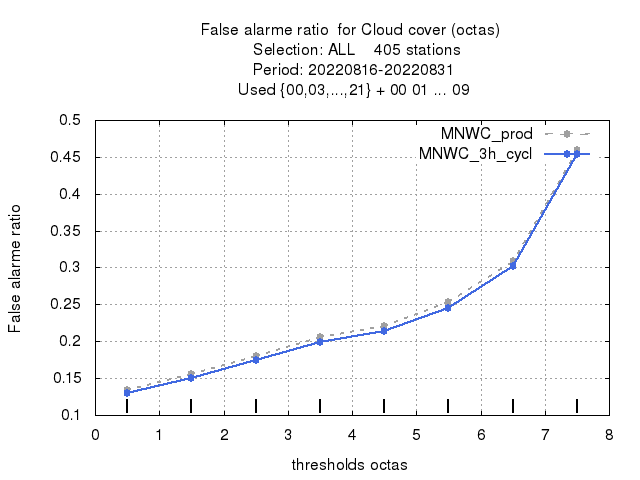 False alarme ratio  for Cloud cover (octas)
Selection: ALL    405 stations
Period: 20220816-20220831
Used {00,03,...,21} + 00 01 ... 09
MNWC_prod
MNWC_3h_cycl
False alarme ratio
0.5
0.45
0.4
0.35
0.3
0.25
0.2
0.15
0.1
0 1 2 3 4 5 6 7 8
thresholds octas